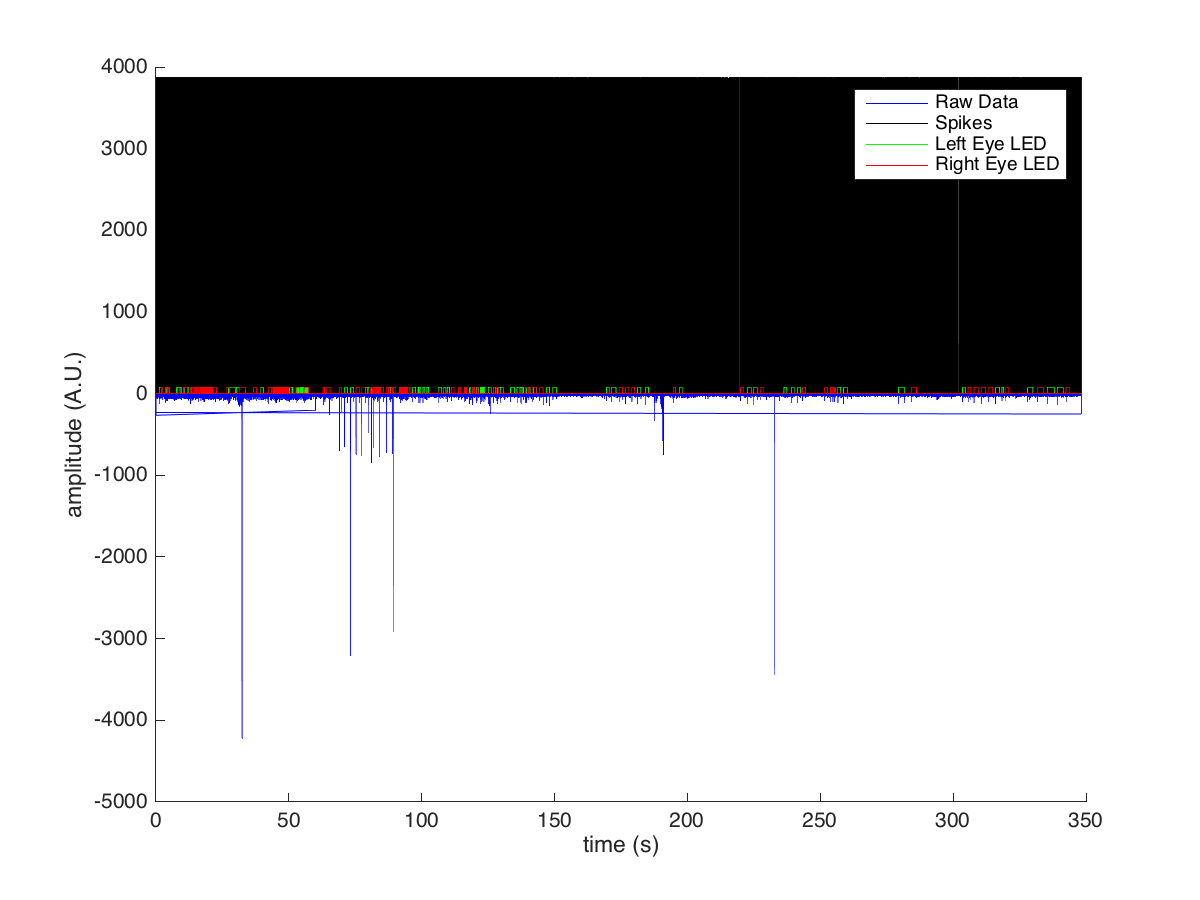 4000
3000
2000
1000
0
-1000
-2000
-3000
-4000
-5000
amplitude (A.U.)
Raw Data
Spikes
Left Eye LED
Right Eye LED
0 50 100 150 200 250 300 350
time (s)